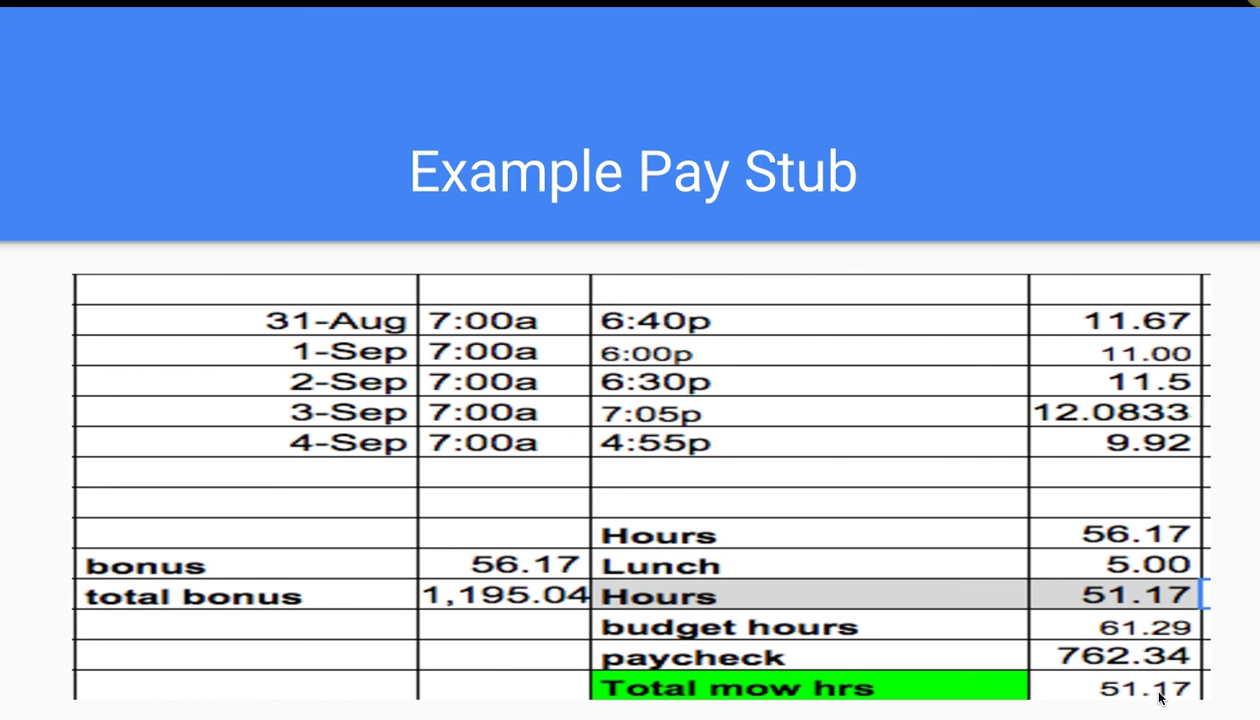 Example Pay Stub
31-Aug 7:00a 6:40p 11.67
1-Sep 7:00a 6:00p 11.00
2-Sep 7:00a 6:30p 11.5
3-Sep 7:00a 7:05p 12.0833
4-Sep 7:00a 4:55p 9.92
Hours 56.17
bonus 56.17 Lunch 5.00
total bonus 1,195.04 Hours 51.17
budget hours 61.29
paycheck 762.34
Total mow hrs 51.17